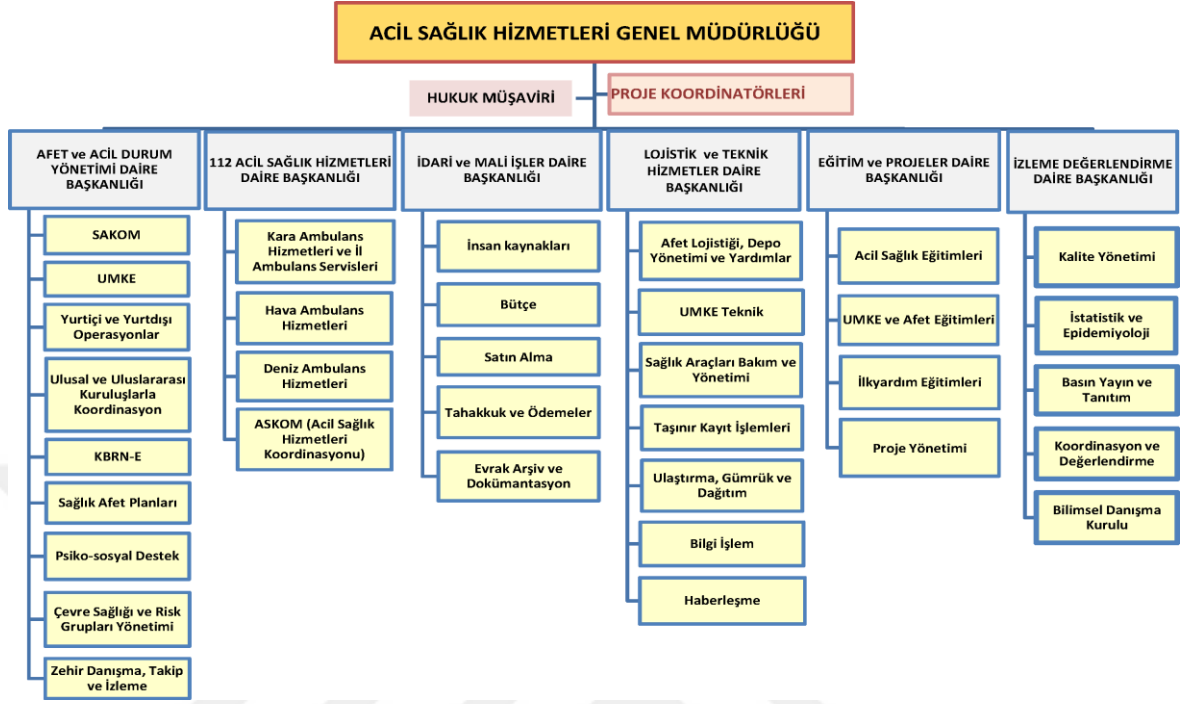 ACİL SAĞLIK HİZMETLERİ GENEL MÜDÜRLÜĞÜ
HUKUK MÜŞAVİRİ
PROJE KOORDİNATÖRLERİ
AFET ve ACİL DURUM
YÖNETİMİ DAİRE
BAŞKANLIĞI
SAKOM
UMKE
Yurtiçi ve Yurtdışı
Operasyonlar
Ulusal ve Uluslararası
Kuruluşlarla
Koordinasyon
KBRN-E
Sağlık Afet Planları
Psiko-sosyal Destek
Çevre Sağlığı ve Risk
Grupları Yönetimi
Zehir Danışma, Takip
ve İzleme
112 ACİL SAĞLIK HİZMETLERİ
DAİRE BAŞKANLIĞI
Kara Ambulans
Hizmetleri ve İl
Ambulans Servisleri
Hava Ambulans
Hizmetleri
Deniz Ambulans
Hizmetleri
ASKOM (Acil Sağlık
Hizmetleri
Koordinasyonu)
İDARİ ve MALİ İŞLER DAİRE
BAŞKANLIĞI
İnsan kaynakları
Bütçe
Satın Alma
Tahakkuk ve Ödemeler
Evrak Arşiv ve
Dokümantasyon
LOJİSTİK ve TEKNİK
HİZMETLER DAİRE
BAŞKANLIĞI
Afet Lojistiği, Depo
Yönetimi ve Yardımlar
UMKE Teknik
Sağlık Araçları Bakım ve
Yönetimi
Taşınır Kayıt İşlemleri
Ulaştırma, Gümrük ve
Dağıtım
Bilgi İşlem
Haberleşme
EĞİTİM ve PROJELER DAİRE
BAŞKANLIĞI
Acil Sağlık Eğitimleri
UMKE ve Afet Eğitimleri
İlkyardım Eğitimleri
Proje Yönetimi
İZLEME DEĞERLENDİRME
DAİRE BAŞKANLIĞI
Kalite Yönetimi
İstatistik ve
Epidemiyoloji
Basın Yayın ve
Tanıtım
Koordinasyon ve
Değerlendirme
Bilimsel Danışma
Kurulu